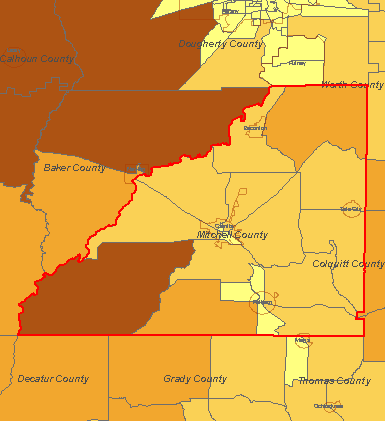 Albany
Dougherty County
Calhoun County
Putney
Worth County
Baconton
Baker County
Sale City
Camilla
Mitchell County
Colquitt County
Pelham
Meigs
Decatur County
Grady County
Thomas County
Ochlocknee